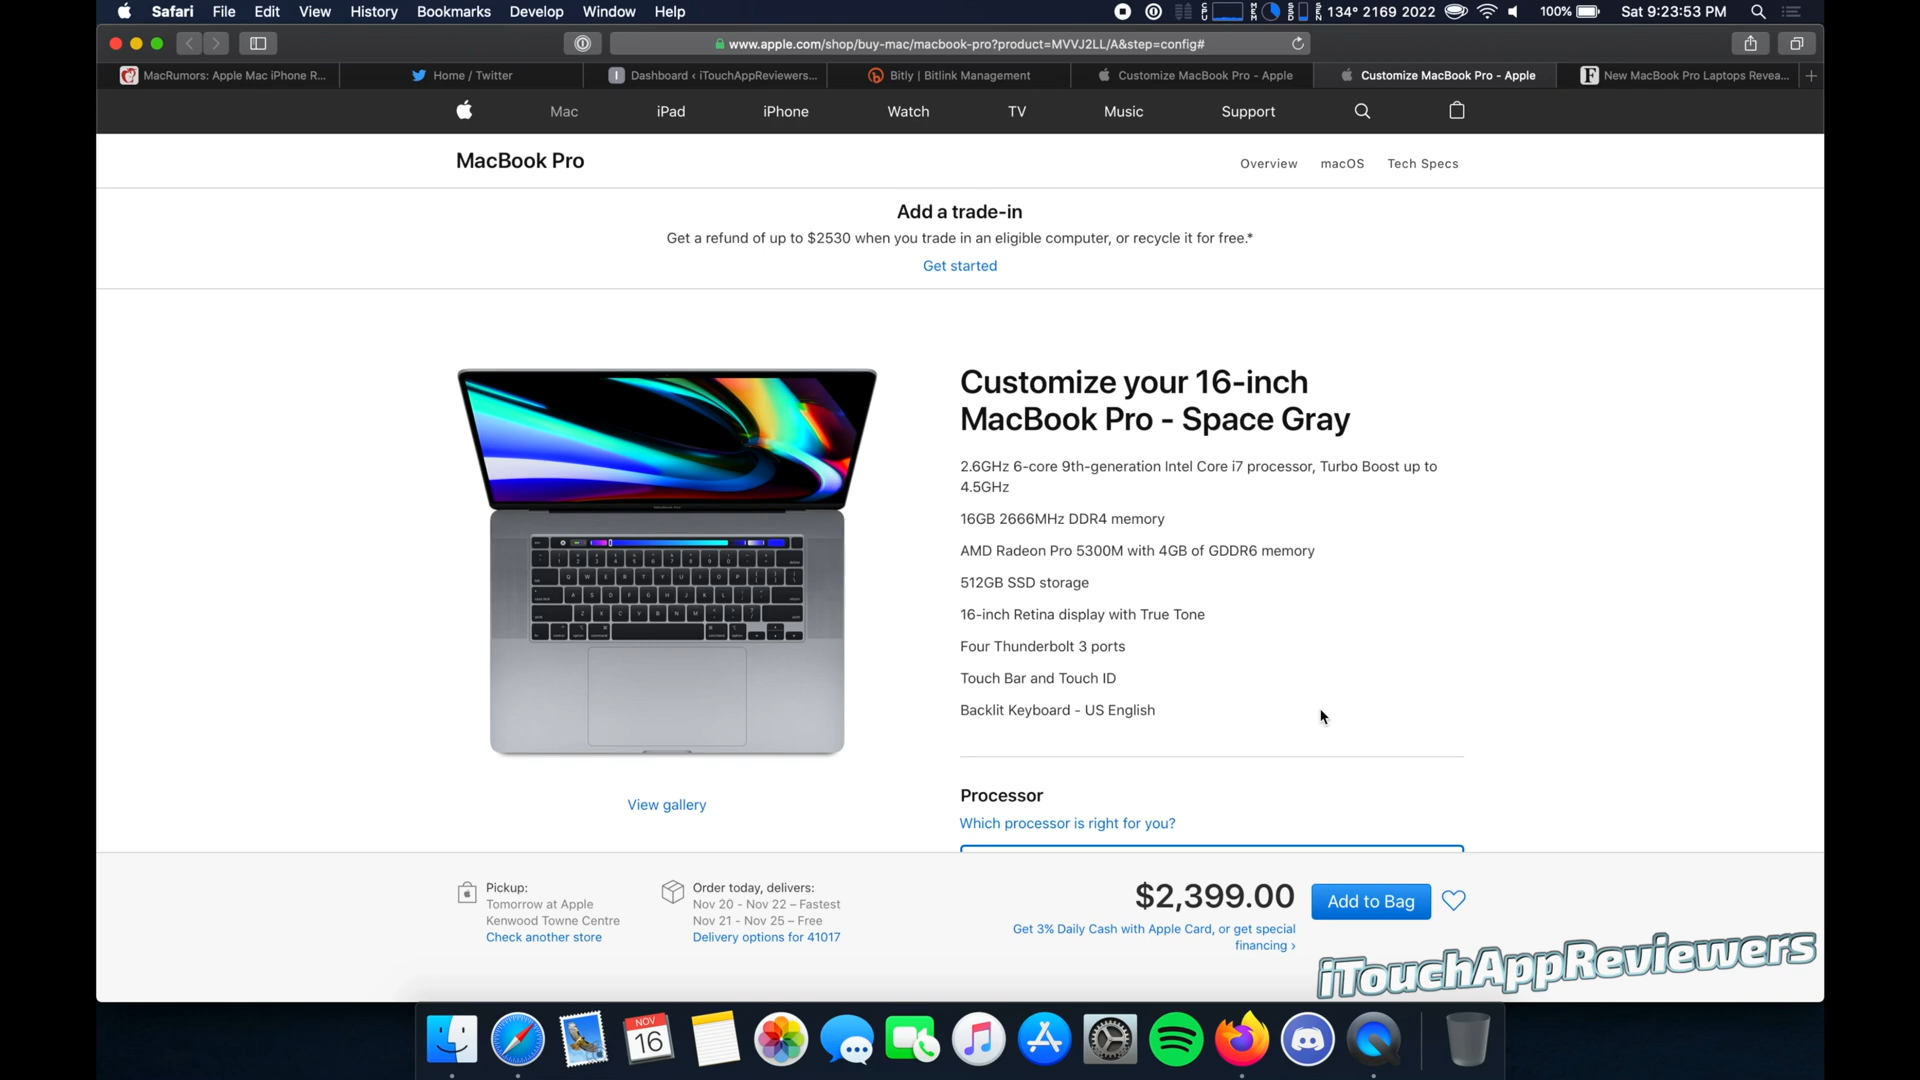 Safari File Edit View History Bookmarks Develop Window Help
134° 2169 2022 100% Sat 9:23:53 PM
www.apple.com/shop/buy-mac/macbook-pro?product=MVVJ2LL/A&step=config#
MacRumors: Apple Mac iPhone R...
Home / Twitter
Dashboard ‹ iTouchAppReviewers...
Bitly | Bitlink Management
Customize MacBook Pro - Apple
Customize MacBook Pro - Apple
New MacBook Pro Laptops Revea...
Mac iPad iPhone Watch TV Music Support
MacBook Pro
Overview macOS Tech Specs
Add a trade-in
Get a refund of up to $2530 when you trade in an eligible computer, or recycle it for free.*
Get started
Customize your 16-inch
MacBook Pro - Space Gray
2.6GHz 6-core 9th-generation Intel Core i7 processor, Turbo Boost up to
4.5GHz
16GB 2666MHz DDR4 memory
AMD Radeon Pro 5300M with 4GB of GDDR6 memory
512GB SSD storage
16-inch Retina display with True Tone
Four Thunderbolt 3 ports
Touch Bar and Touch ID
Backlit Keyboard - US English
View gallery
Processor
Which processor is right for you?
Pickup:
Tomorrow at Apple
Kenwood Towne Centre
Check another store
Order today, delivers:
Nov 20 - Nov 22 – Fastest
Nov 21 - Nov 25 – Free
Delivery options for 41017
$2,399.00
Add to Bag
Get 3% Daily Cash with Apple Card, or get special
financing ›
iTouchAppReviewers
NOV
16